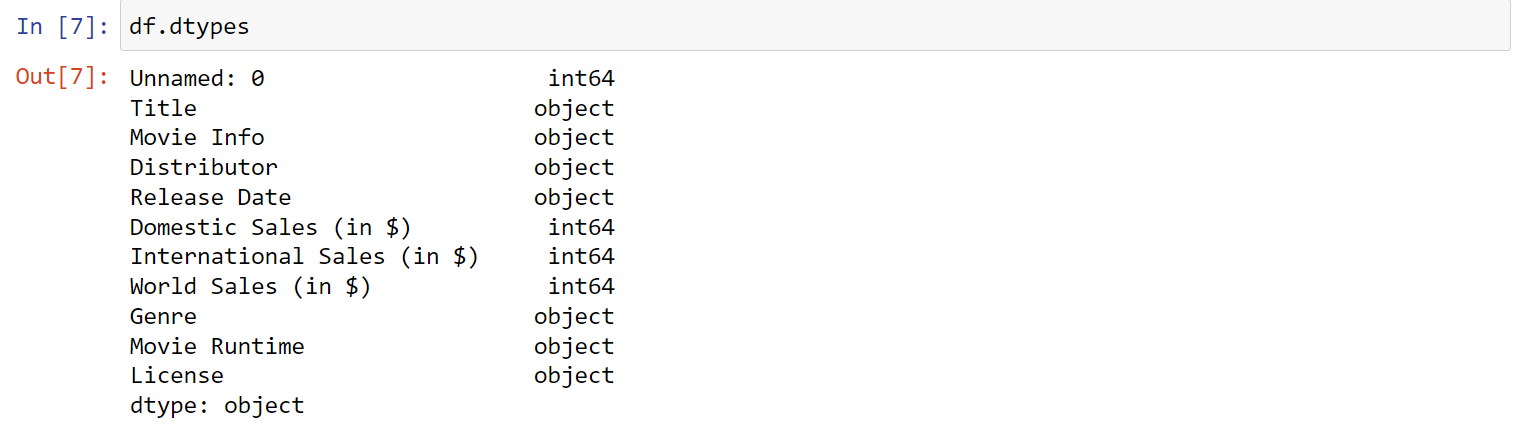 In [7]: df.dtypes
Out[7]: Unnamed: 0 int64
Title object
Movie Info object
Distributor object
Release Date object
Domestic Sales (in $) int64
International Sales (in $) int64
World Sales (in $) int64
Genre object
Movie Runtime object
License object
dtype: object